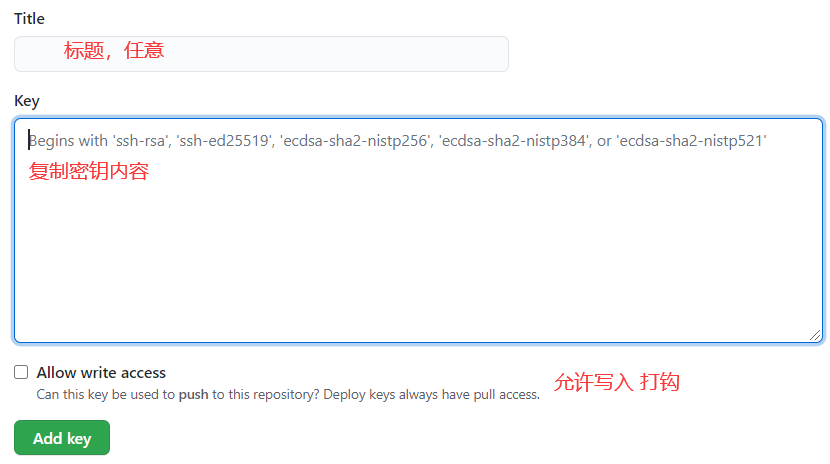 Title
标题，任意
Key
Begins with 'ssh-rsa', 'ssh-ed25519', 'ecdsa-sha2-nistp256', 'ecdsa-sha2-nistp384', or 'ecdsa-sha2-nistp521'
复制密钥内容
Allow write access
Can this key be used to push to this repository? Deploy keys always have pull access.
允许写入 打钩
Add key